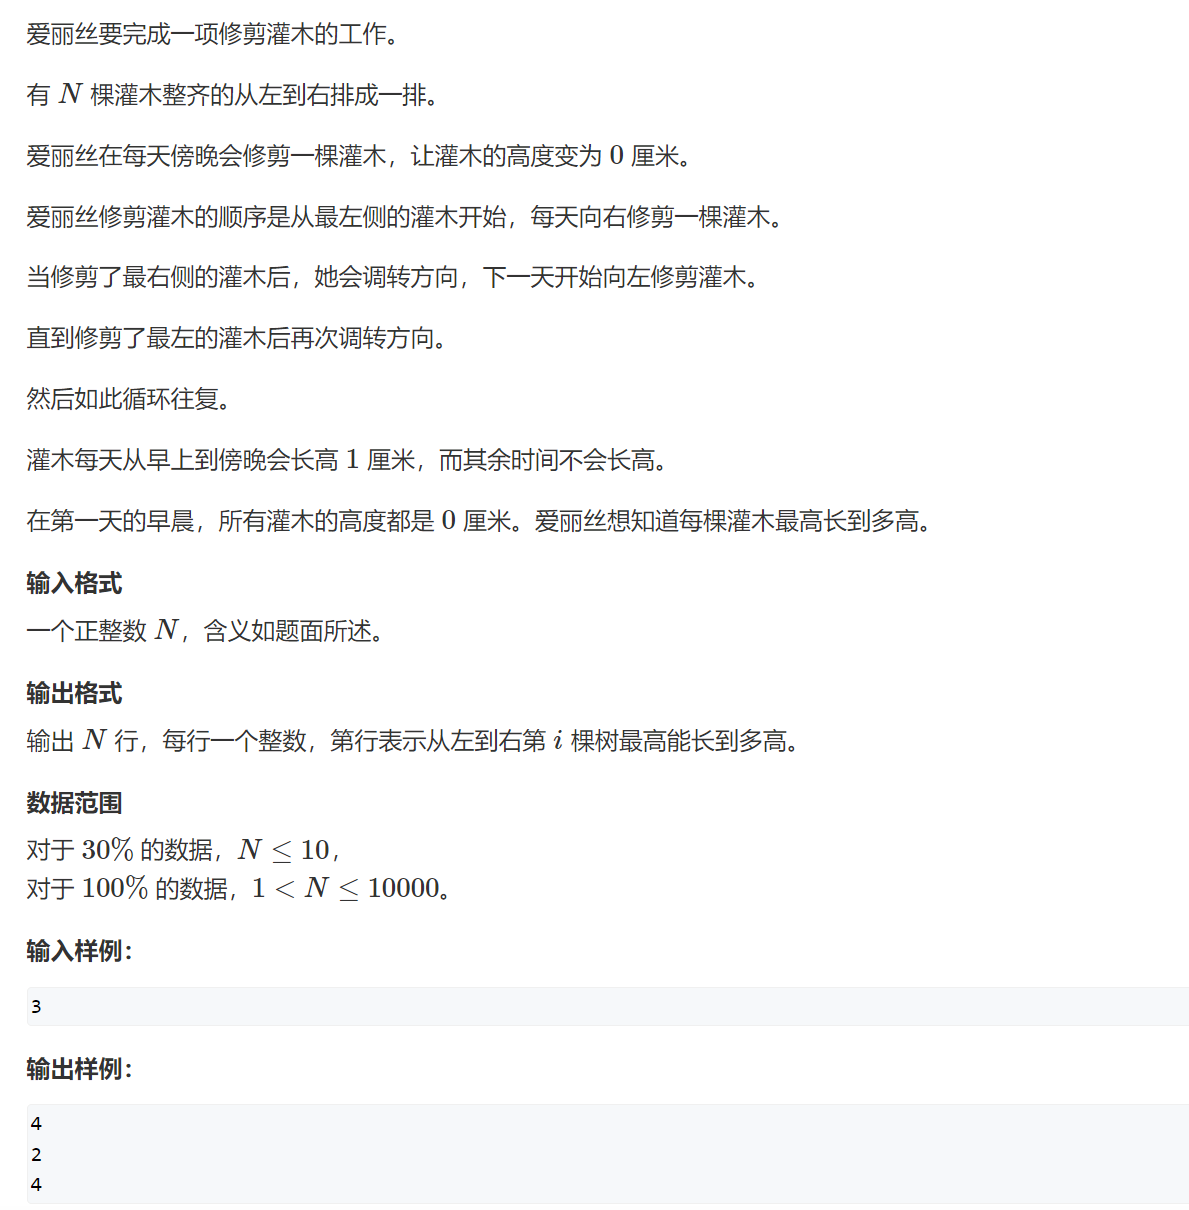 爱丽丝要完成一项修剪灌木的工作。
有 N 棵灌木整齐的从左到右排成一排。
爱丽丝在每天傍晚会修剪一棵灌木，让灌木的高度变为 0 厘米。
爱丽丝修剪灌木的顺序是从最左侧的灌木开始，每天向右修剪一棵灌木。
当修剪了最右侧的灌木后，她会调转方向，下一天开始向左修剪灌木。
直到修剪了最左的灌木后再次调转方向。
然后如此循环往复。
灌木每天从早上到傍晚会长高 1 厘米，而其余时间不会长高。
在第一天的早晨，所有灌木的高度都是 0 厘米。爱丽丝想知道每棵灌木最高长到多高。
输入格式
一个正整数 N，含义如题面所述。
输出格式
输出 N 行，每行一个整数，第行表示从左到右第 i 棵树最高能长到多高。
数据范围
对于 30% 的数据，N ≤ 10，
对于 100% 的数据，1 < N ≤ 10000。
输入样例：
3
输出样例：
4
2
4